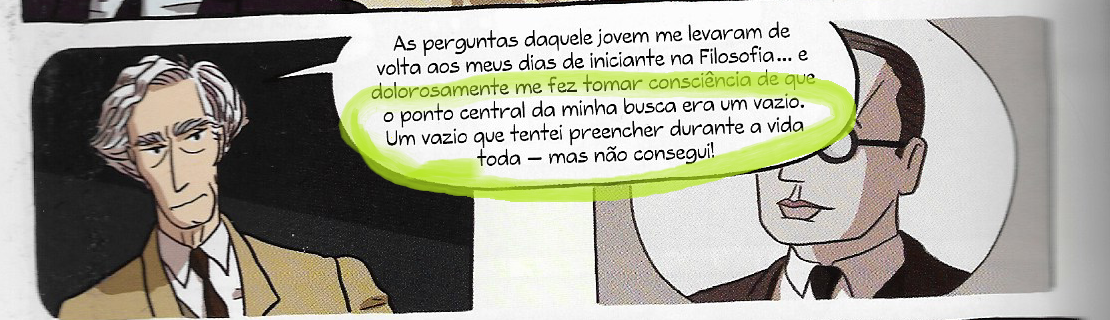 As perguntas daquele jovem me levaram de
volta aos meus dias de iniciante na Filosofia... e
dolorosamente me fez tomar consciência de que
o ponto central da minha busca era um vazio.
Um vazio que tentei preencher durante a vida
toda – mas não consegui!